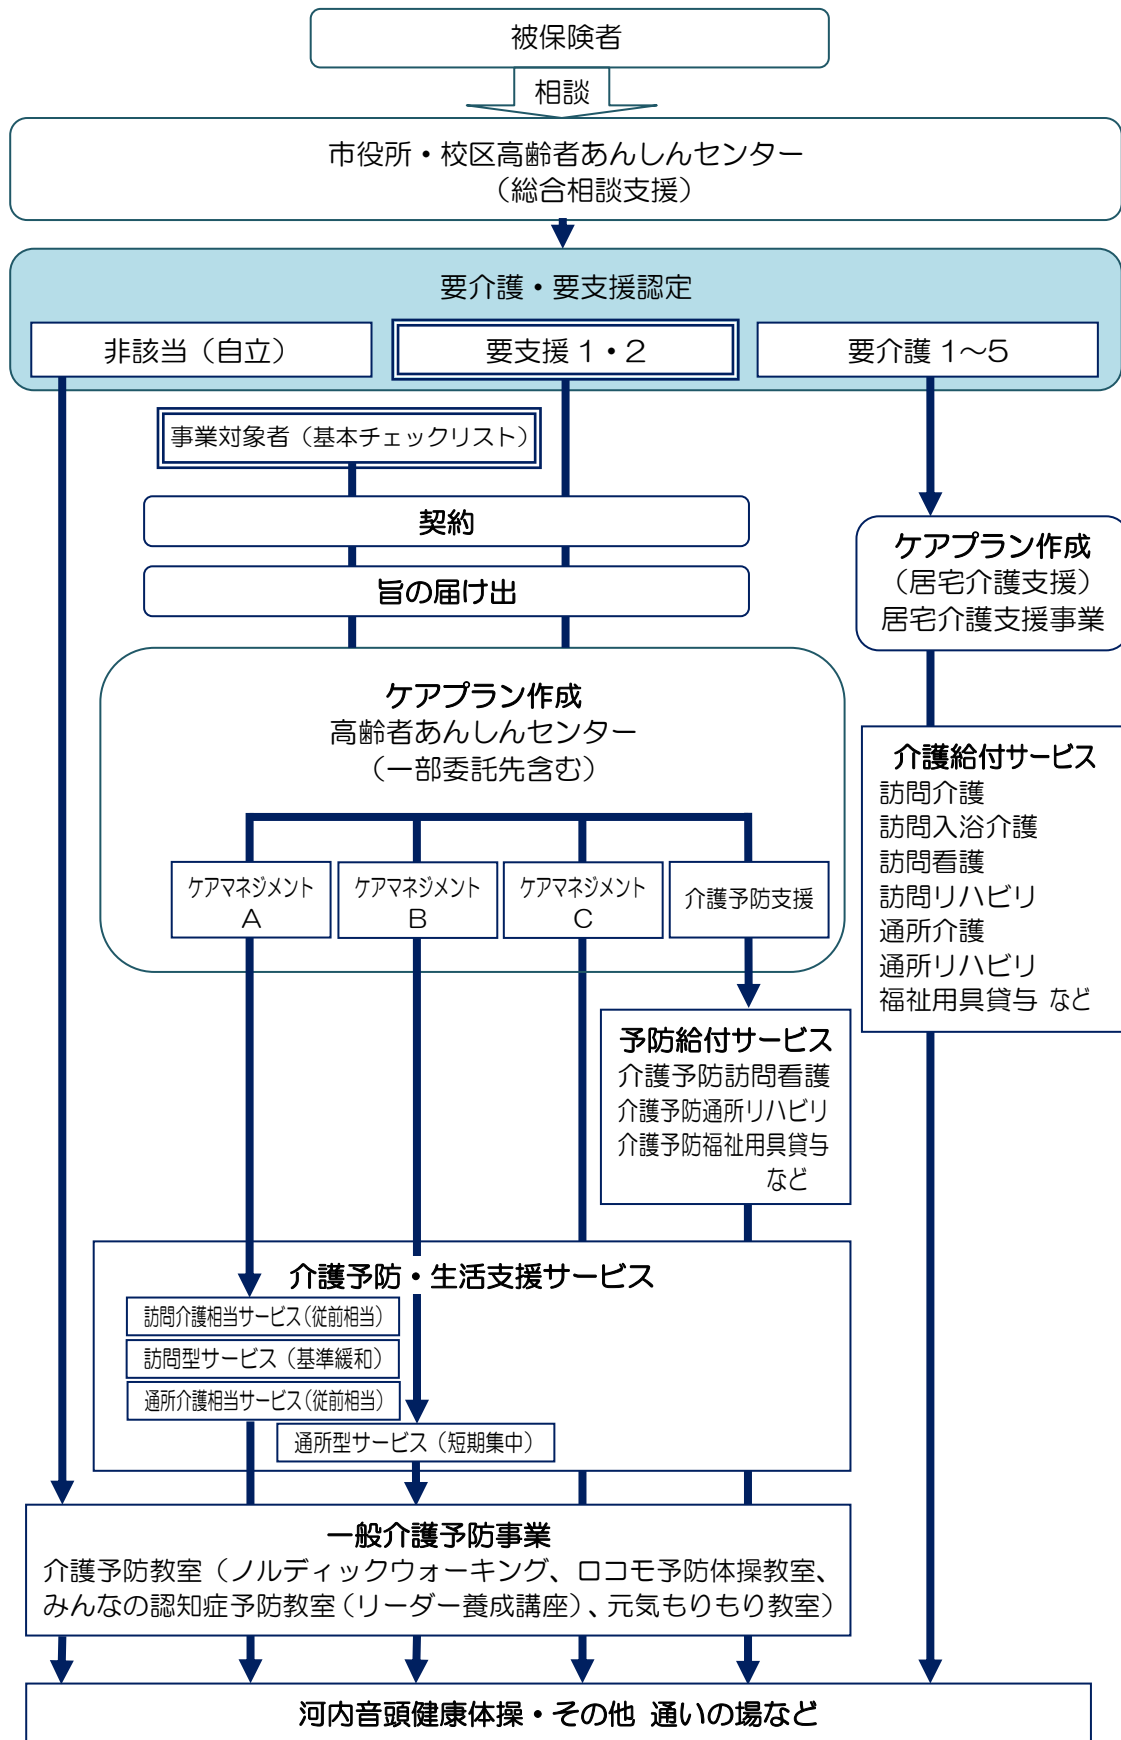 被保険者
相談
市役所・校区高齢者あんしんセンター
（総合相談支援）
要介護・要支援認定
非該当（自立）
要支援1・2
要介護1～5
事業対象者（基本チェックリスト）
契約
旨の届け出
ケアプラン作成
（居宅介護支援）
居宅介護支援事業
ケアプラン作成
高齢者あんしんセンター
（一部委託先含む）
ケアマネジメント
A
ケアマネジメント
B
ケアマネジメント
C
介護予防支援
介護給付サービス
訪問介護
訪問入浴介護
訪問看護
訪問リハビリ
通所介護
通所リハビリ
福祉用具貸与 など
予防給付サービス
介護予防訪問看護
介護予防通所リハビリ
介護予防福祉用具貸与
など
介護予防・生活支援サービス
訪問介護相当サービス（従前相当）
訪問型サービス（基準緩和）
通所介護相当サービス（従前相当）
通所型サービス（短期集中）
一般介護予防事業
介護予防教室（ノルディックウォーキング、ロコモ予防体操教室、
みんなの認知症予防教室（リーダー養成講座）、元気もりもり教室）
河内音頭健康体操・その他 通いの場など